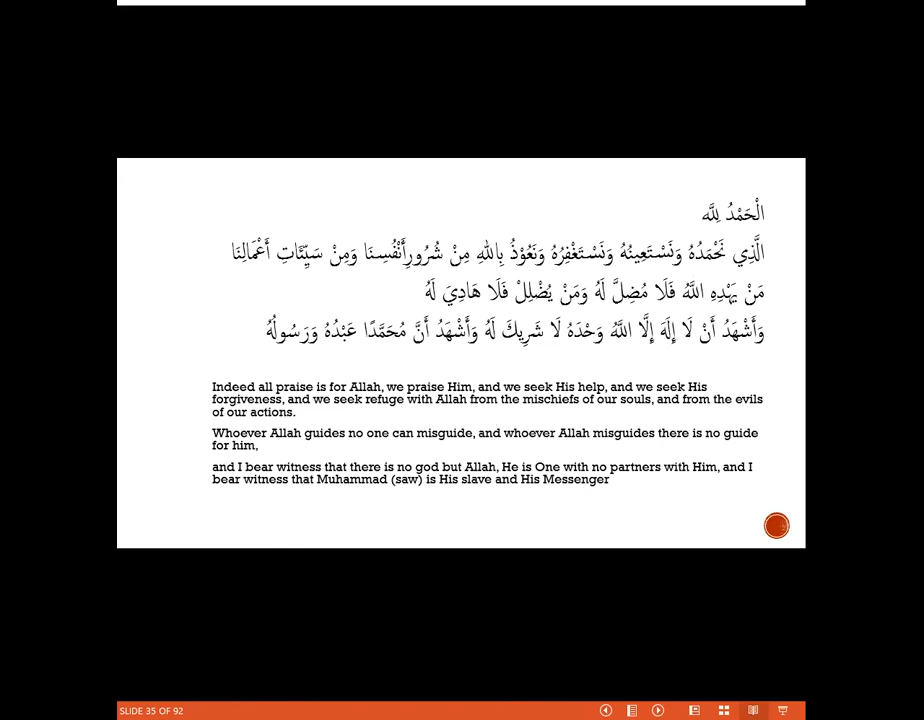 الْحَمْدُ لِلَّه
الَّذِي نَحْمَدُهُ وَنَسْتَعِينُهُ وَنَسْتَغْفِرُهُ وَنَعُوْذُ بِاللهِ مِنْ شُرُورِأَنْفُسِنَا وَمِنْ سَيِّئَاتِ أَعْمَالِنَا
مَنْ يَهْدِهِ اللَّهُ فَلَا مُضِلَّ لَهُ وَمَنْ يُضْلِلْ فَلَا هَادِيَ لَهُ
وَأَشْهَدُ أَنْ لَا إِلَهَ إِلَّا اللَّهُ وَحْدَهُ لَا شَرِيكَ لَهُ وَأَشْهَدُ أَنَّ مُحَمَّدًا عَبْدُهُ وَرَسُولُهُ
Indeed all praise is for Allah, we praise Him, and we seek His help, and we seek His
forgiveness, and we seek refuge with Allah from the mischiefs of our souls, and from the evils
of our actions.
Whoever Allah guides no one can misguide, and whoever Allah misguides there is no guide
for him,
and I bear witness that there is no god but Allah, He is One with no partners with Him, and I
bear witness that Muhammad (saw) is His slave and His Messenger
SLIDE 35 OF 92